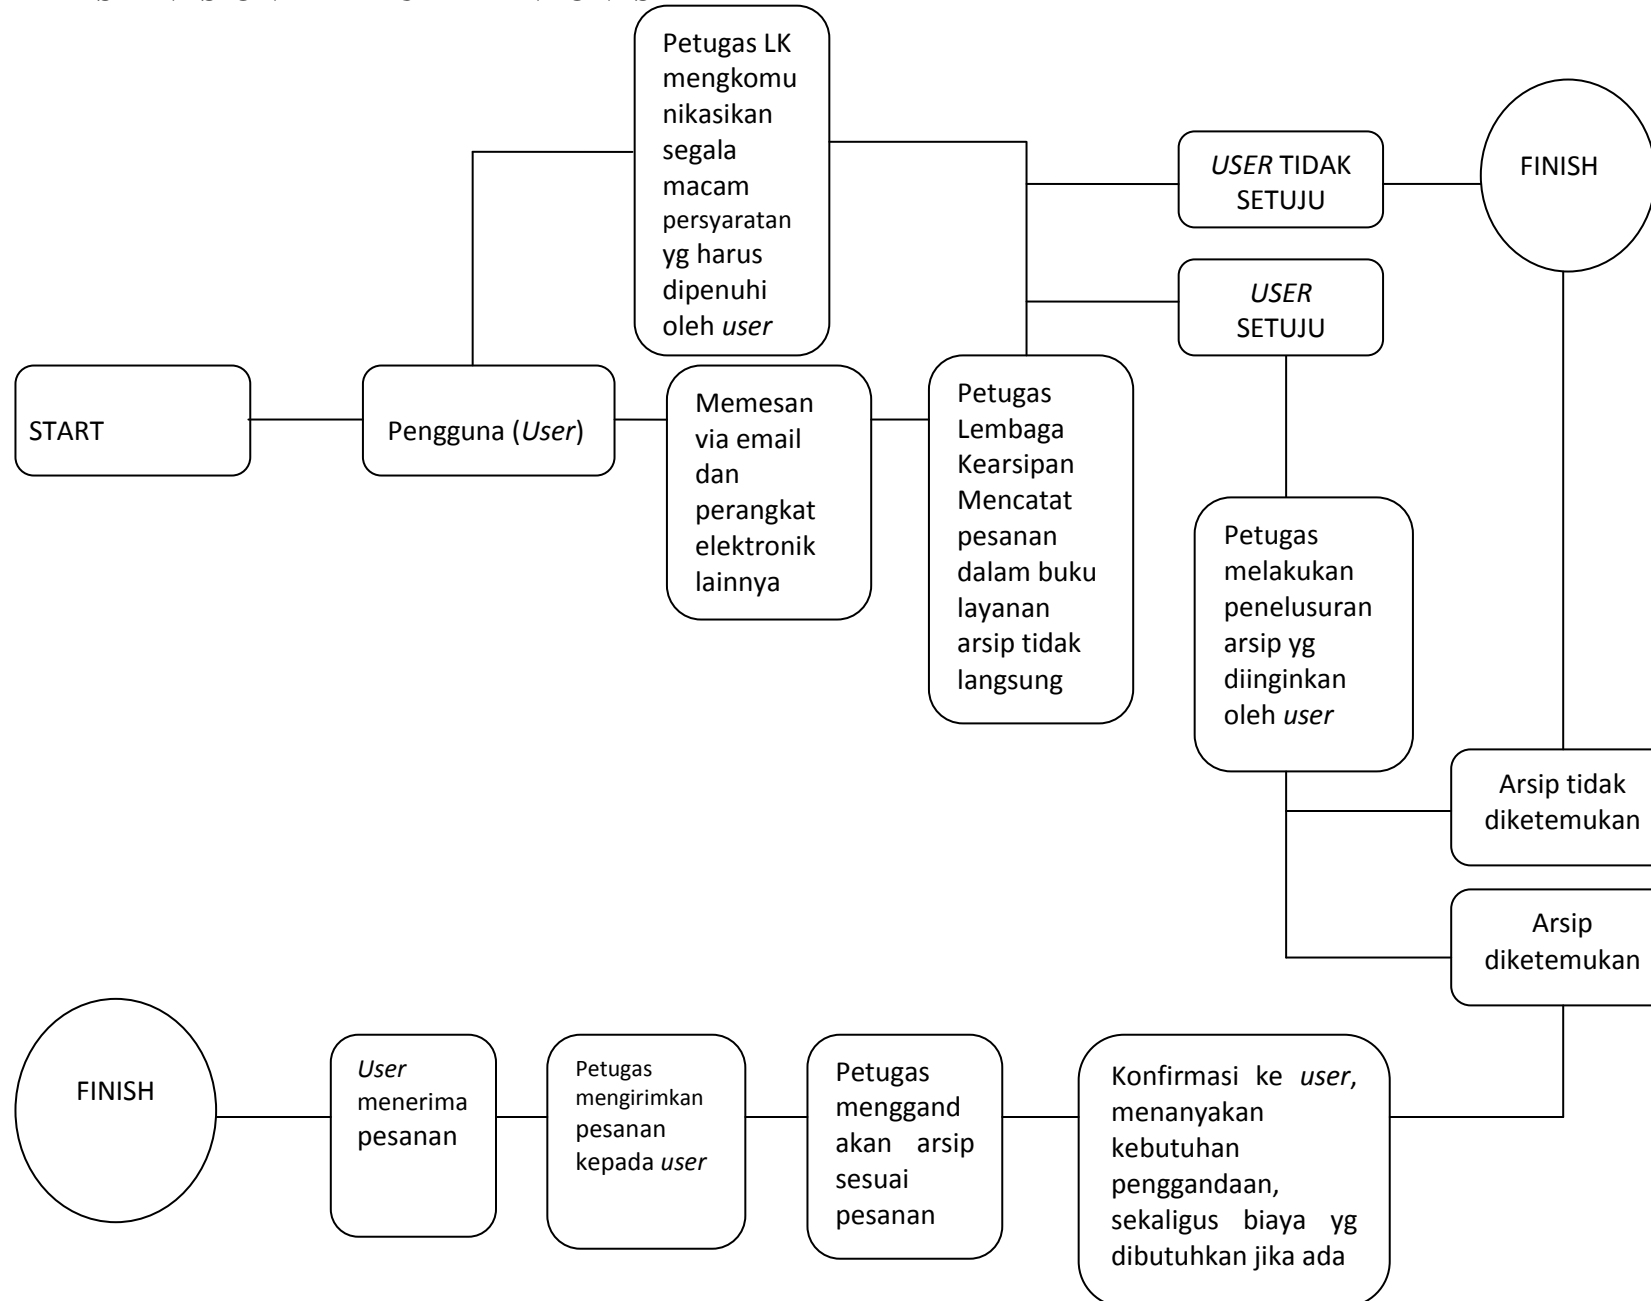 Petugas LK
mengkomu
nikasikan
segala
macam
persyaratan
yg harus
dipenuhi
oleh user
USER TIDAK
SETUJU
FINISH
USER
SETUJU
START
Pengguna (User)
Memesan
via email
dan
perangkat
elektronik
lainnya
Petugas
Lembaga
Kearsipan
Mencatat
pesanan
dalam buku
layanan
arsip tidak
langsung
Petugas
melakukan
penelusuran
arsip yg
diinginkan
oleh user
Arsip tidak
diketemukan
Arsip
diketemukan
FINISH
User
menerima
pesanan
Petugas
mengirimkan
pesanan
kepada user
Petugas
menggand
akan arsip
sesuai
pesanan
Konfirmasi ke user,
menanyakan
kebutuhan
penggandaan,
sekaligus biaya yg
dibutuhkan jika ada